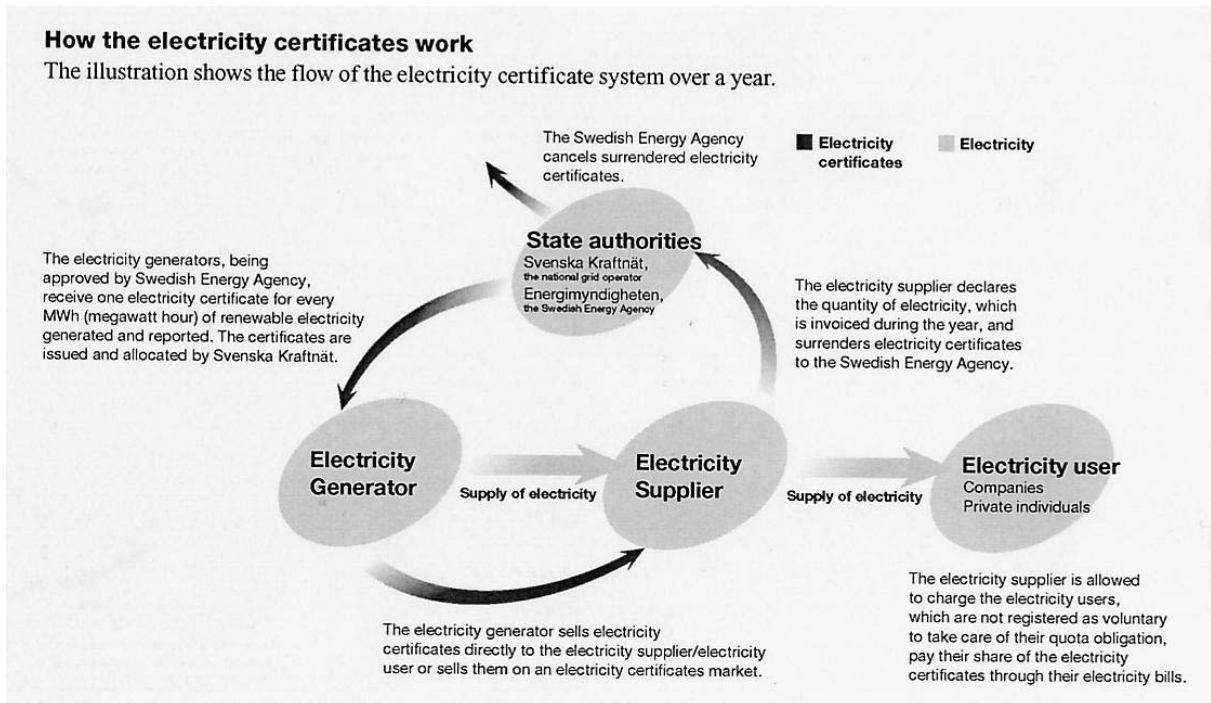 How the electricity certificates work
The illustration shows the flow of the electricity certificate system over a year.
The Swedish Energy Agency
cancels surrendered electricity
certificates.
Electricity
certificates
Electricity
State authorities
Svenska Kraftnät,
the national grid operator
Energimyndigheten,
the Swedish Energy Agency
The electricity generators, being
approved by Swedish Energy Agency,
receive one electricity certificate for every
MWh (megawatt hour) of renewable electricity
generated and reported. The certificates are
issued and allocated by Svenska Kraftnät.
The electricity supplier declares
the quantity of electricity, which
is invoiced during the year, and
surrenders electricity certificates
to the Swedish Energy Agency.
Electricity
Generator
Supply of electricity
Electricity
Supplier
Supply of electricity
Electricity user
Companies
Private individuals
The electricity generator sells electricity
certificates directly to the electricity supplier/electricity
user or sells them on an electricity certificates market.
The electricity supplier is allowed
to charge the electricity users,
which are not registered as voluntary
to take care of their quota obligation,
pay their share of the electricity
certificates through their electricity bills.